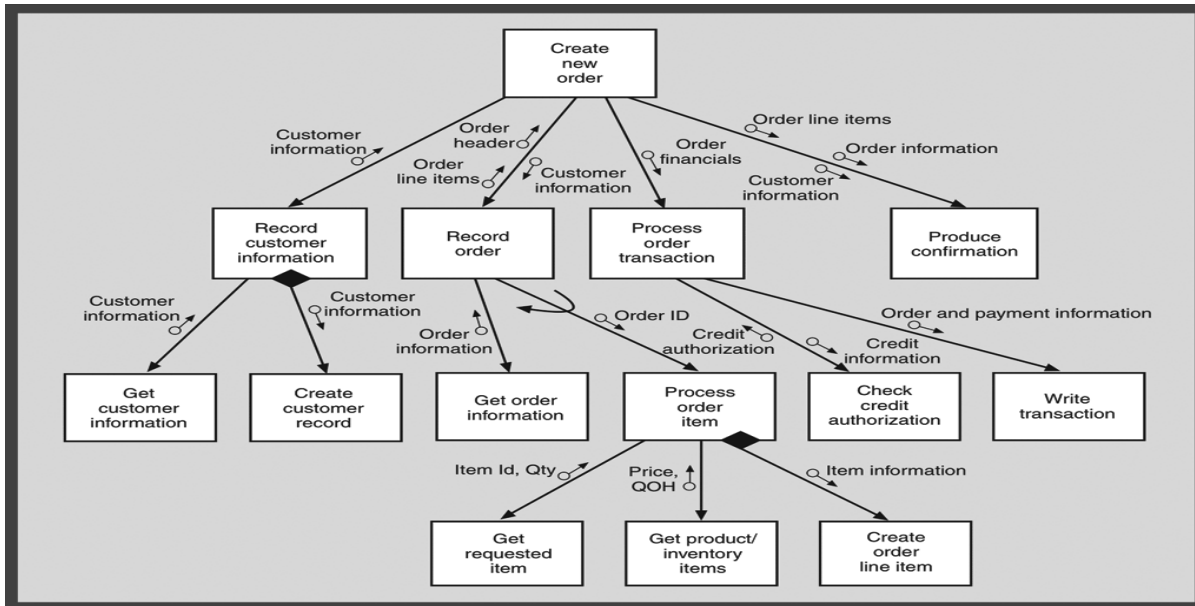 Create
new
order
Customer
information
Order
header
Order
line items
Customer
information
Order
financials
Order line items
Order information
Customer
information
Record
customer
information
Record
order
Process
order
transaction
Produce
confirmation
Customer
information
Customer
information
Order
information
Order ID
Credit
authorization
Credit
information
Order and payment information
Get
customer
information
Create
customer
record
Get order
information
Process
order
item
Check
credit
authorization
Write
transaction
Item Id, Qty
Price,
QOH
Item information
Get
requested
item
Get product/
inventory
items
Create
order
line item